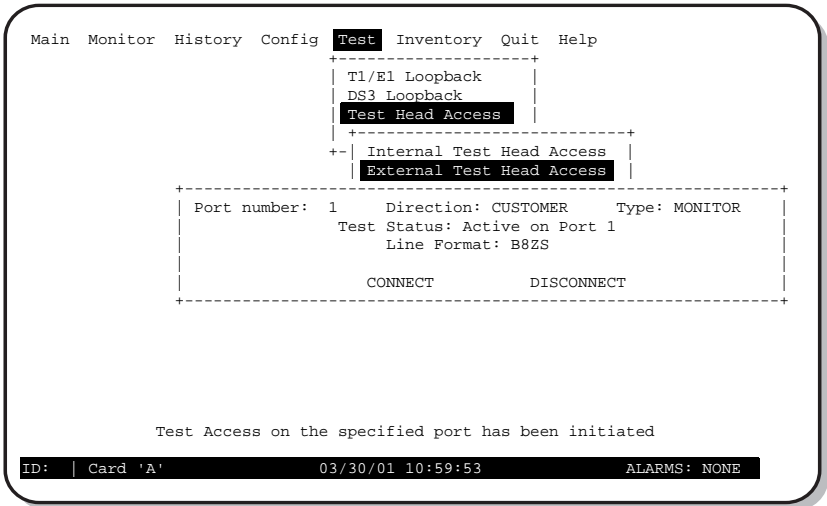 Main Monitor History Config Test Inventory Quit Help
T1/E1 Loopback
DS3 Loopback
Test Head Access
Internal Test Head Access
External Test Head Access
Port number: 1 Direction: CUSTOMER Type: MONITOR
Test Status: Active on Port 1
Line Format: B8ZS
CONNECT DISCONNECT
Test Access on the specified port has been initiated
ID: | Card 'A' 03/30/01 10:59:53 ALARMS: NONE